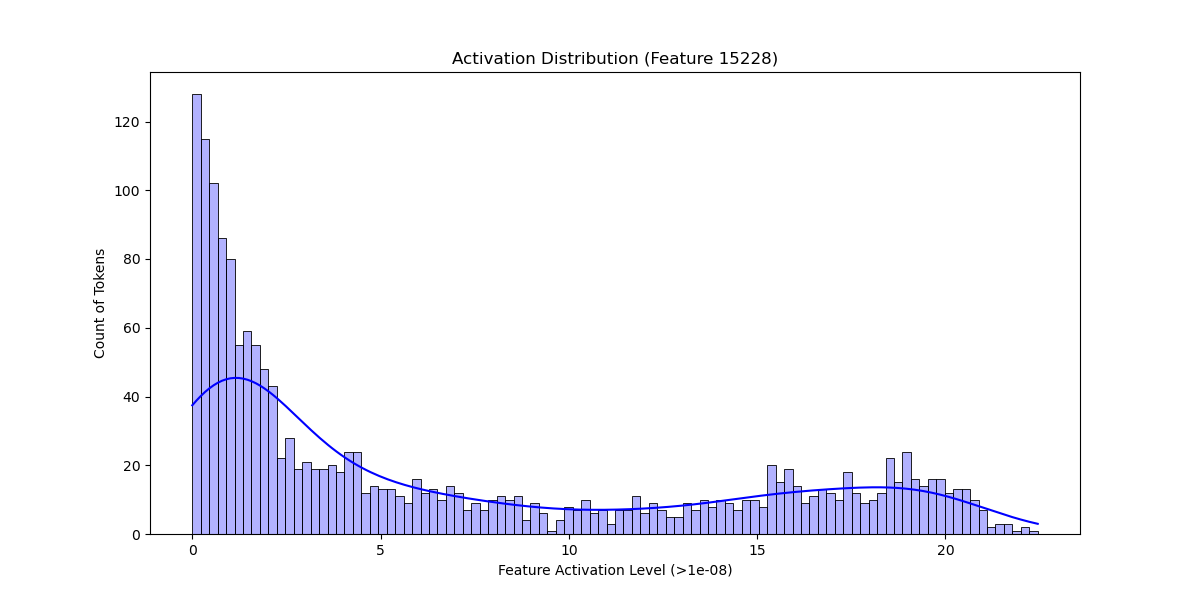 Activation Distribution (Feature 15228)
Count of Tokens
120
100
80
60
40
20
0
0 5 10 15 20
Feature Activation Level (>1e-08)